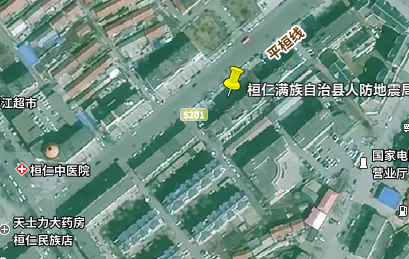 平桓线
桓仁满族自治县人防地震局
江超市
S201
国家电
营业厅
桓仁中医院
天士力大药房
桓仁民族店